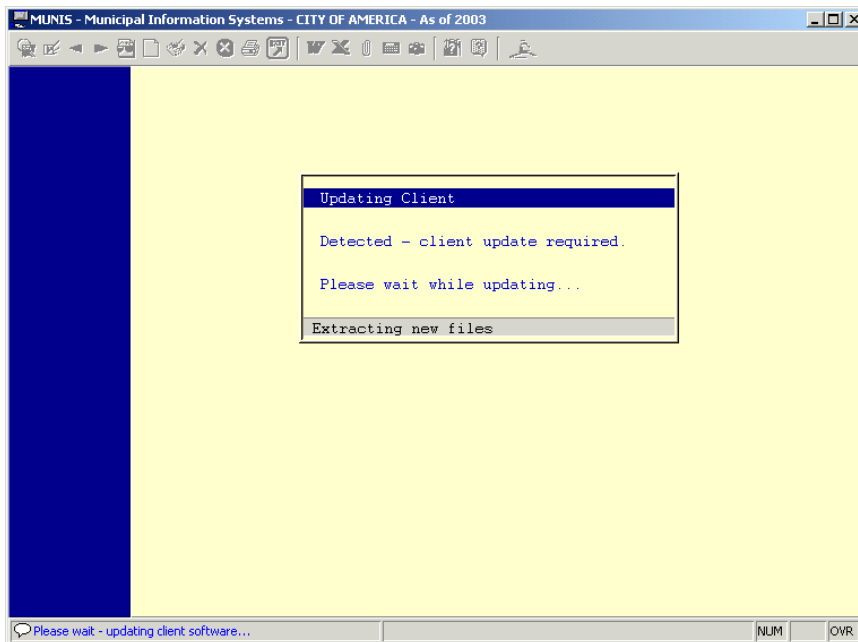 MUNIS - Municipal Information Systems - CITY OF AMERICA - As of 2003
EXIT
Updating Client
Detected - client update required.
Please wait while updating...
Extracting new files
Please wait - updating client software...
NUM
OVR